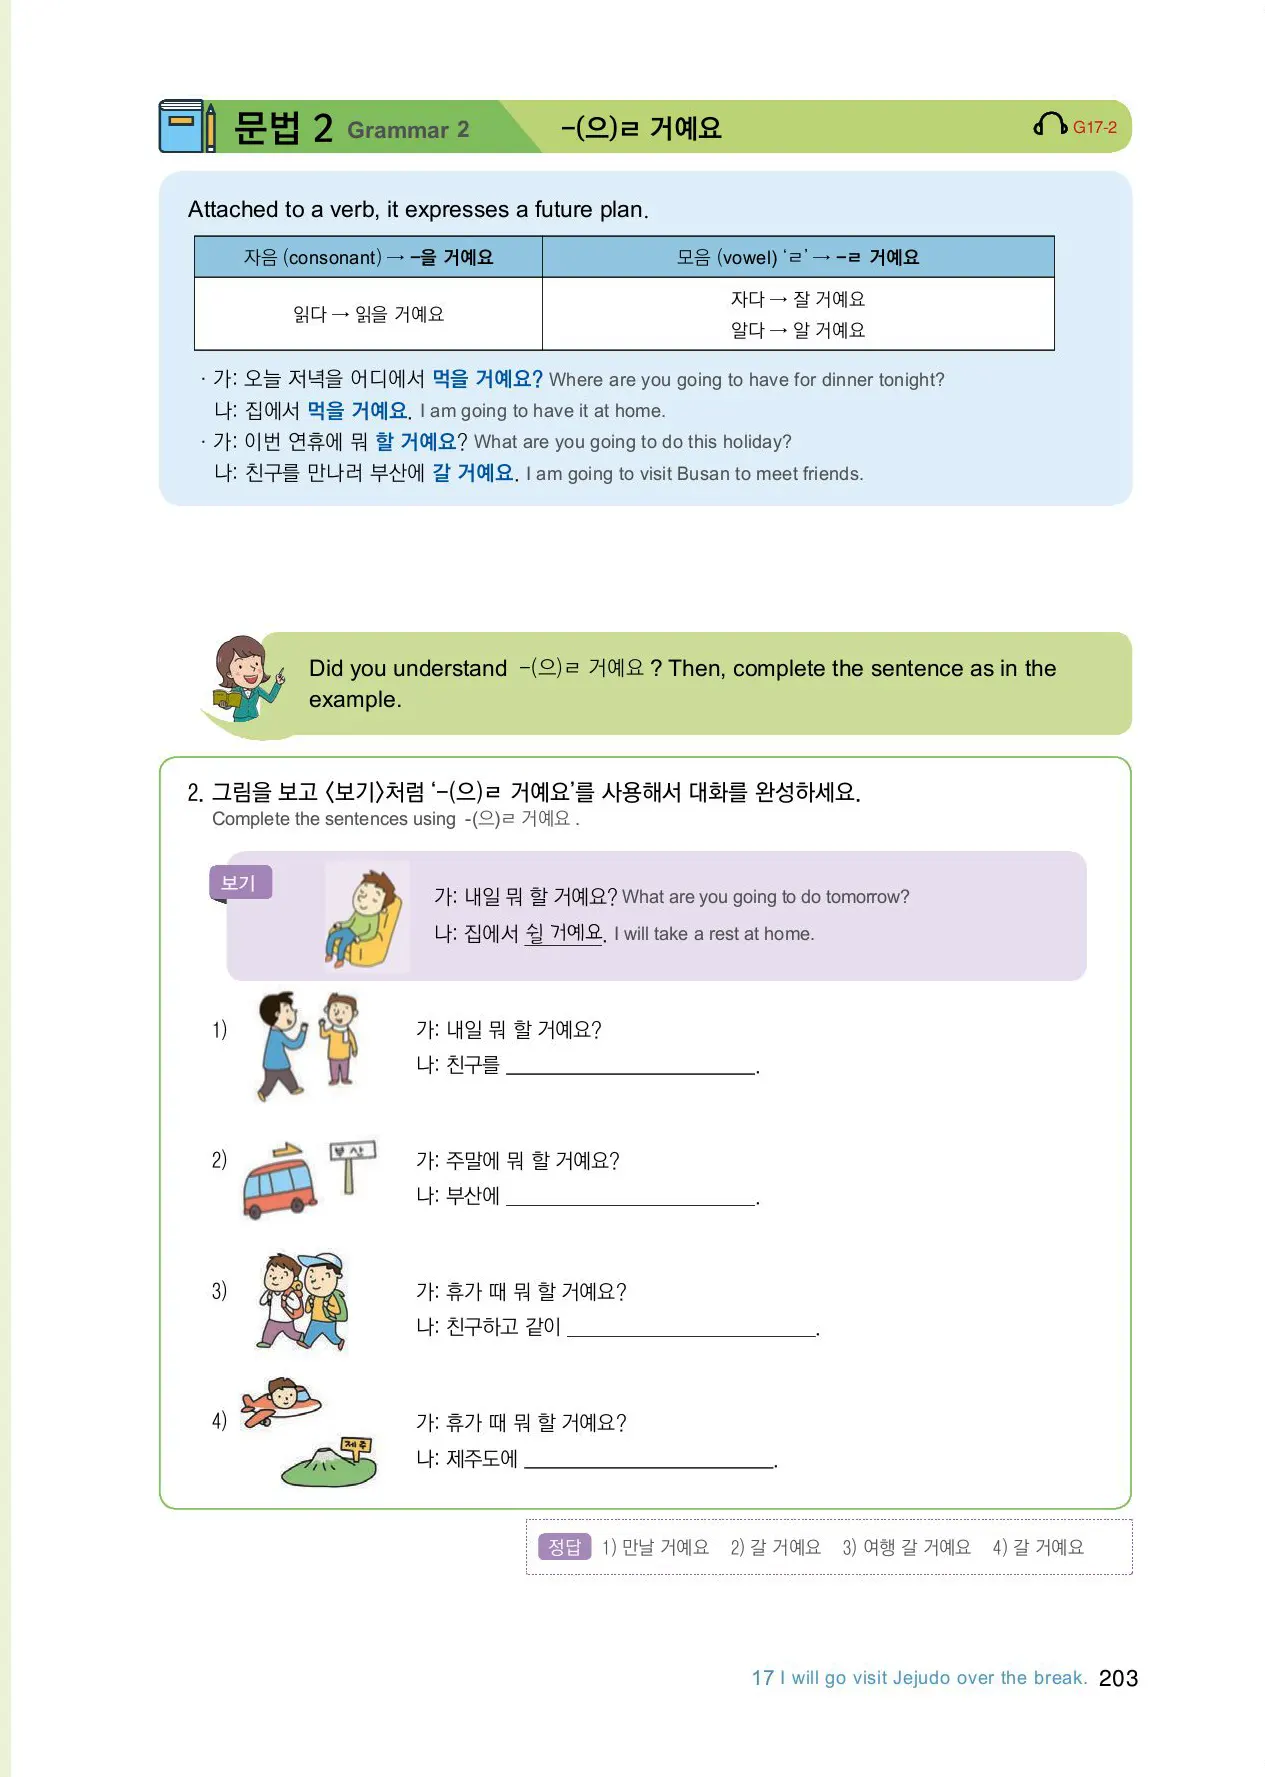 문법 2 Grammar 2 -(으)ㄹ 거예요 G17-2
Attached to a verb, it expresses a future plan.
자음 (consonant) → -을 거예요 모음 (vowel) ‘ㄹ’ → -ㄹ 거예요
읽다 → 읽을 거예요
자다 → 잘 거예요
알다 → 알 거예요
· 가: 오늘 저녁을 어디에서 먹을 거예요? Where are you going to have for dinner tonight?
나: 집에서 먹을 거예요. I am going to have it at home.
· 가: 이번 연휴에 뭐 할 거예요? What are you going to do this holiday?
나: 친구를 만나러 부산에 갈 거예요. I am going to visit Busan to meet friends.
Did you understand -(으)ㄹ 거예요 ? Then, complete the sentence as in the
example.
2. 그림을 보고 〈보기〉처럼 ‘-(으)ㄹ 거예요’를 사용해서 대화를 완성하세요.
Complete the sentences using -(으)ㄹ 거예요 .
보기
가: 내일 뭐 할 거예요? What are you going to do tomorrow?
나: 집에서 쉴 거예요. I will take a rest at home.
1) 가: 내일 뭐 할 거예요?
나: 친구를 ______________________.
부산
2) 가: 주말에 뭐 할 거예요?
나: 부산에 ______________________.
3) 가: 휴가 때 뭐 할 거예요?
나: 친구하고 같이 ______________________.
4) 가: 휴가 때 뭐 할 거예요?
제주
나: 제주도에 ______________________.
정답 1) 만날 거예요 2) 갈 거예요 3) 여행 갈 거예요 4) 갈 거예요
17 I will go visit Jejudo over the break. 203